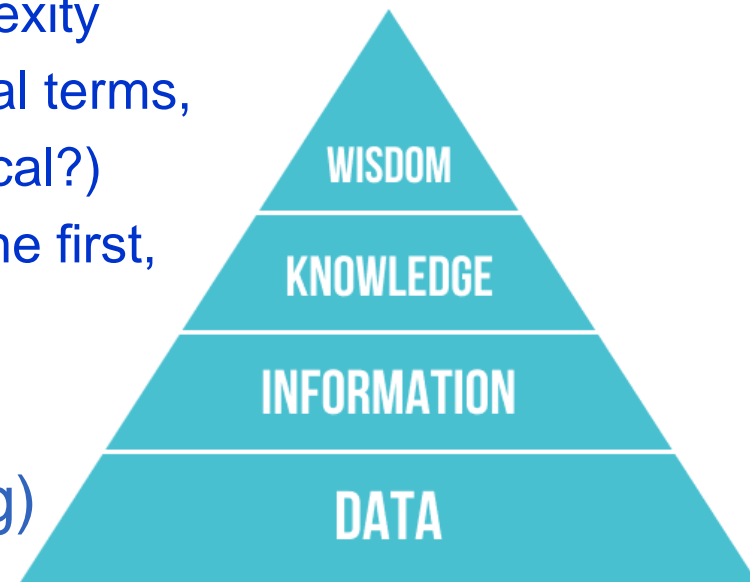 exity
al terms,
cal?)
ne first,
g)
WISDOM
KNOWLEDGE
INFORMATION
DATA